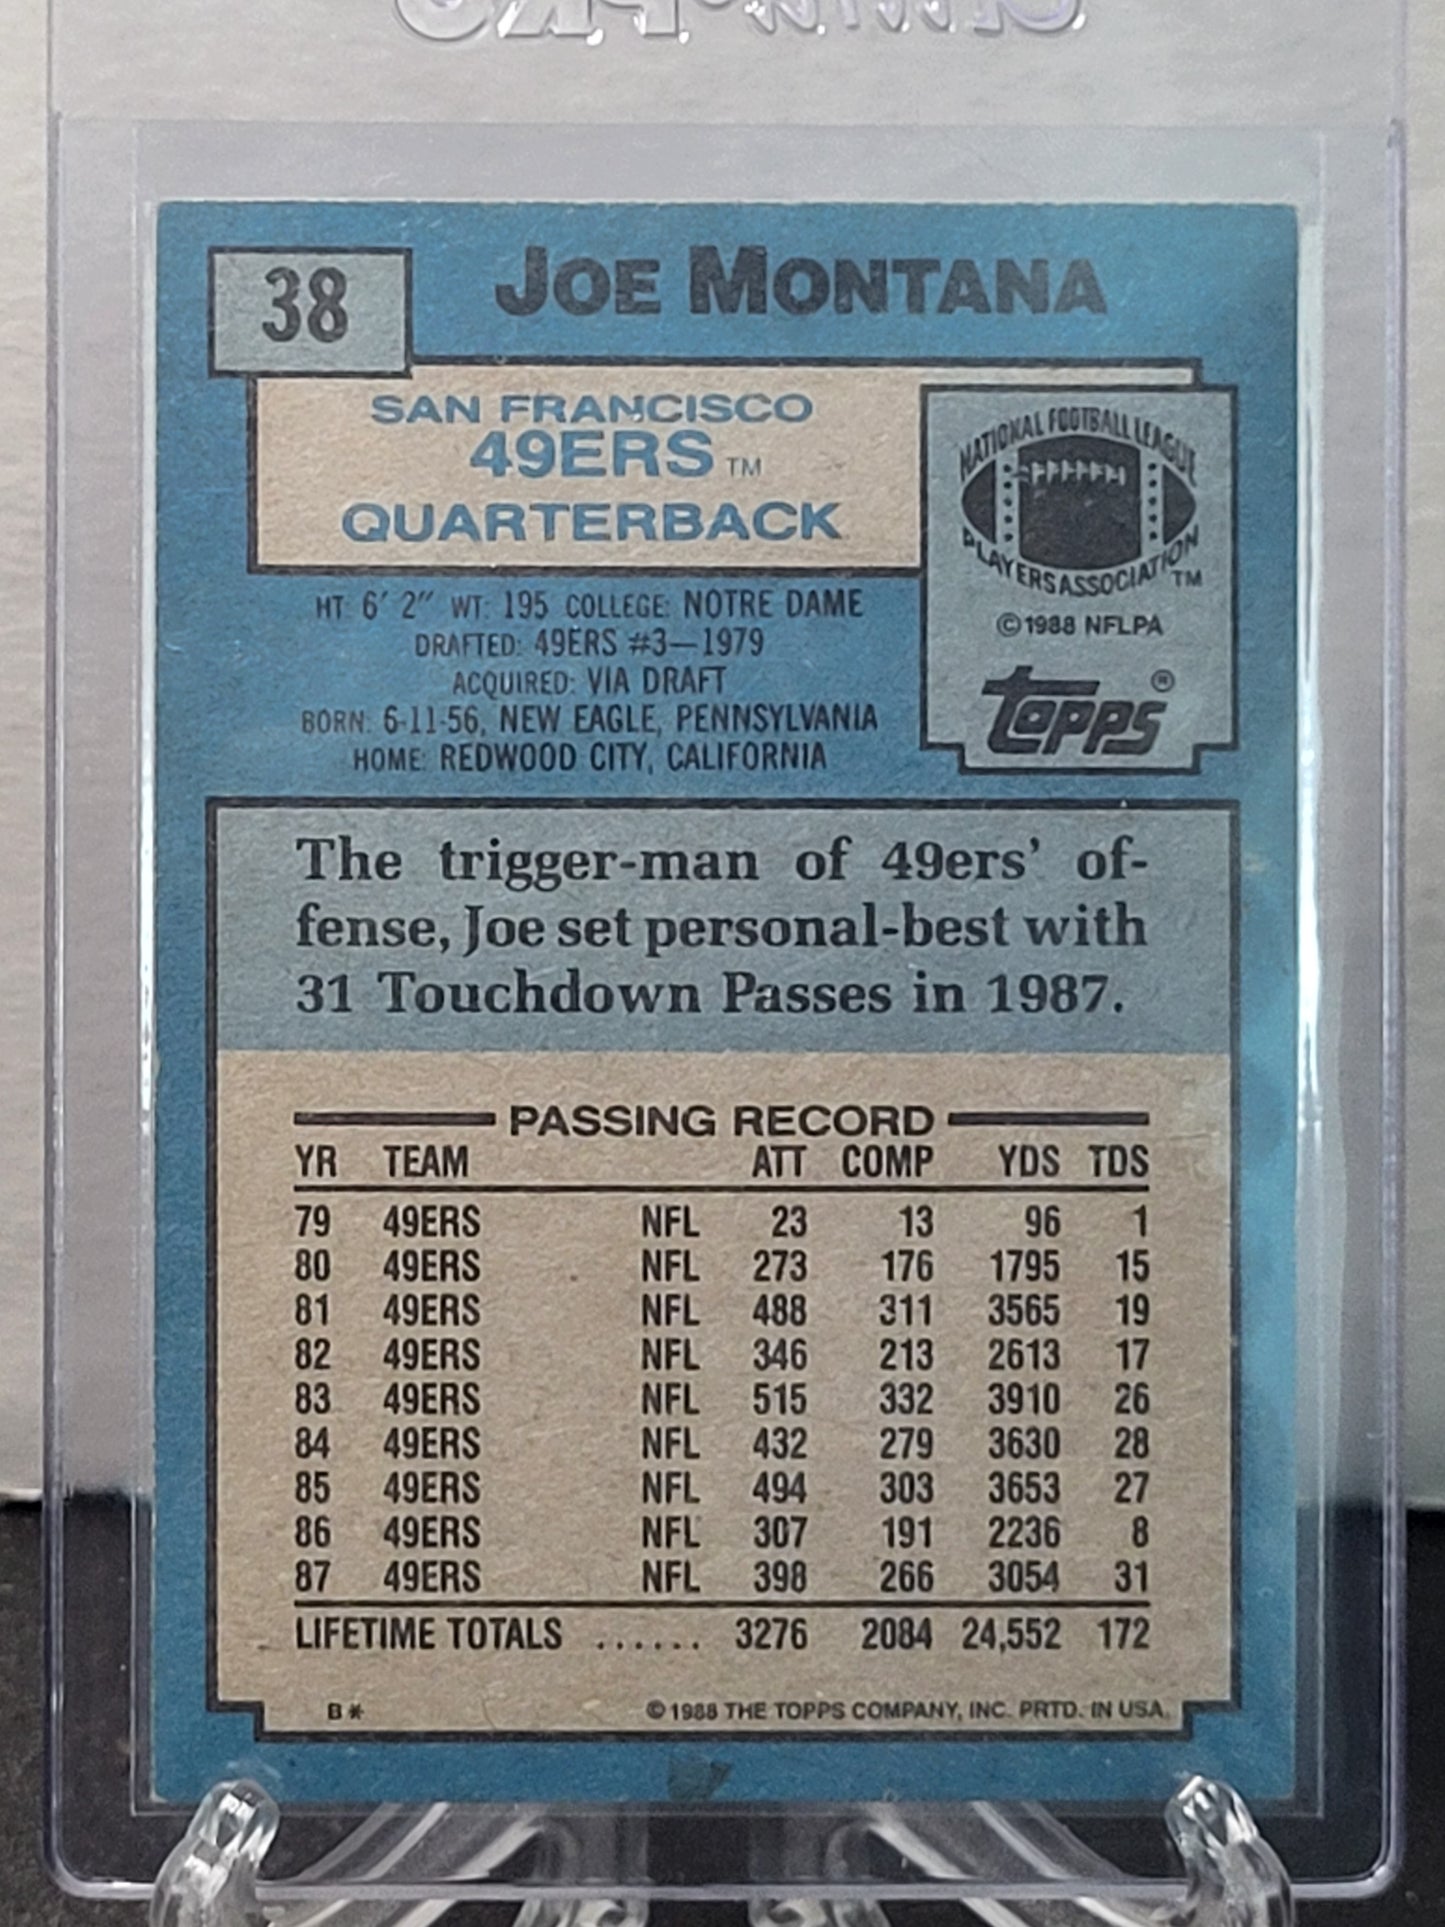 38
JOE MONTANA
SAN FRANCISCO
49ERS TM
QUARTERBACK
NATIONAL FOOTBALL LEAGUE
PLAYERS ASSOCIATION TM
© 1988 NFLPA
TOPPS ®
HT: 6' 2" WT: 195 COLLEGE: NOTRE DAME
DRAFTED: 49ERS #3—1979
ACQUIRED: VIA DRAFT
BORN: 6-11-56, NEW EAGLE, PENNSYLVANIA
HOME: REDWOOD CITY, CALIFORNIA
The trigger-man of 49ers' of-
fense, Joe set personal-best with
31 Touchdown Passes in 1987.
PASSING RECORD
YR TEAM ATT COMP YDS TDS
79 49ERS NFL 23 13 96 1
80 49ERS NFL 273 176 1795 15
81 49ERS NFL 488 311 3565 19
82 49ERS NFL 346 213 2613 17
83 49ERS NFL 515 332 3910 26
84 49ERS NFL 432 279 3630 28
85 49ERS NFL 494 303 3653 27
86 49ERS NFL 307 191 2236 8
87 49ERS NFL 398 266 3054 31
LIFETIME TOTALS ...... 3276 2084 24,552 172
B* © 1988 THE TOPPS COMPANY, INC. PRTD. IN USA